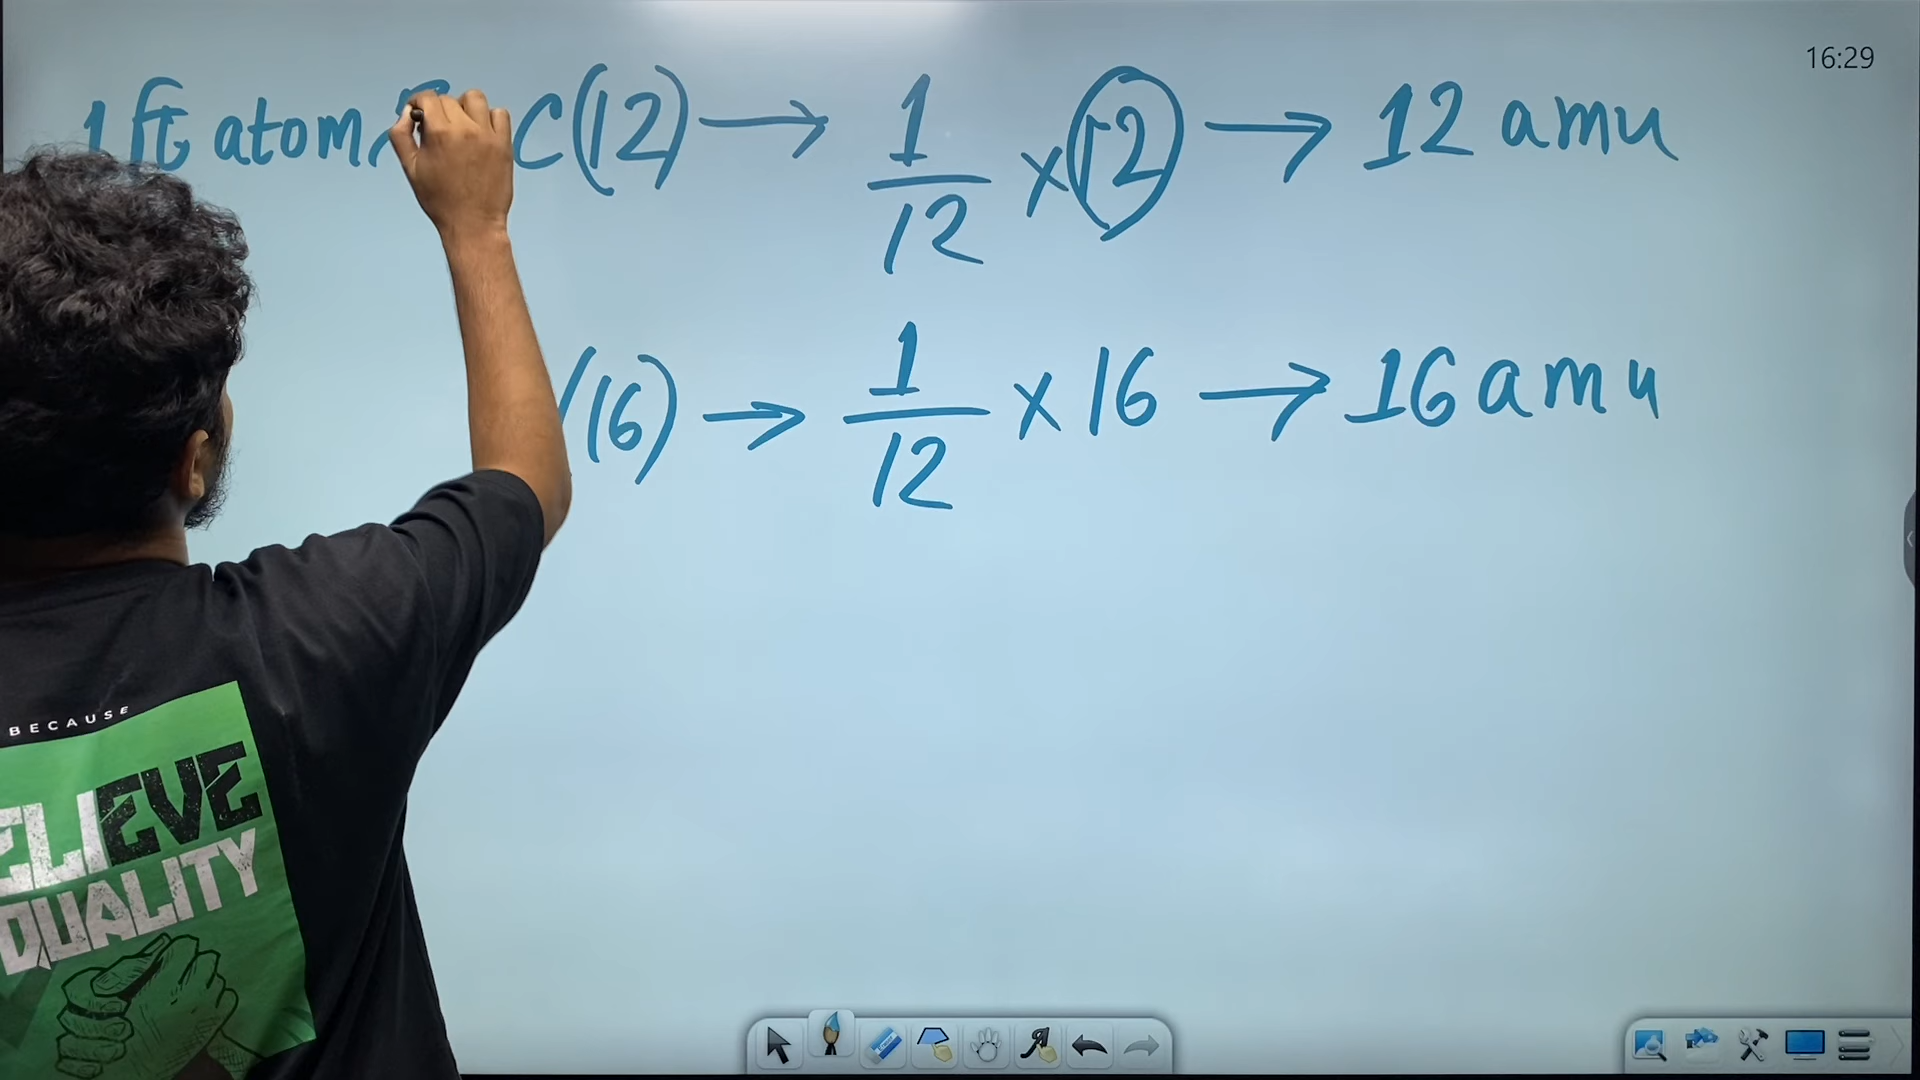 16:29
1 ft atom C(12) → 1/12 × 12 → 12 amu
(16) → 1/12 × 16 → 16 amu
BECAUSE
ELIEVE
QUALITY